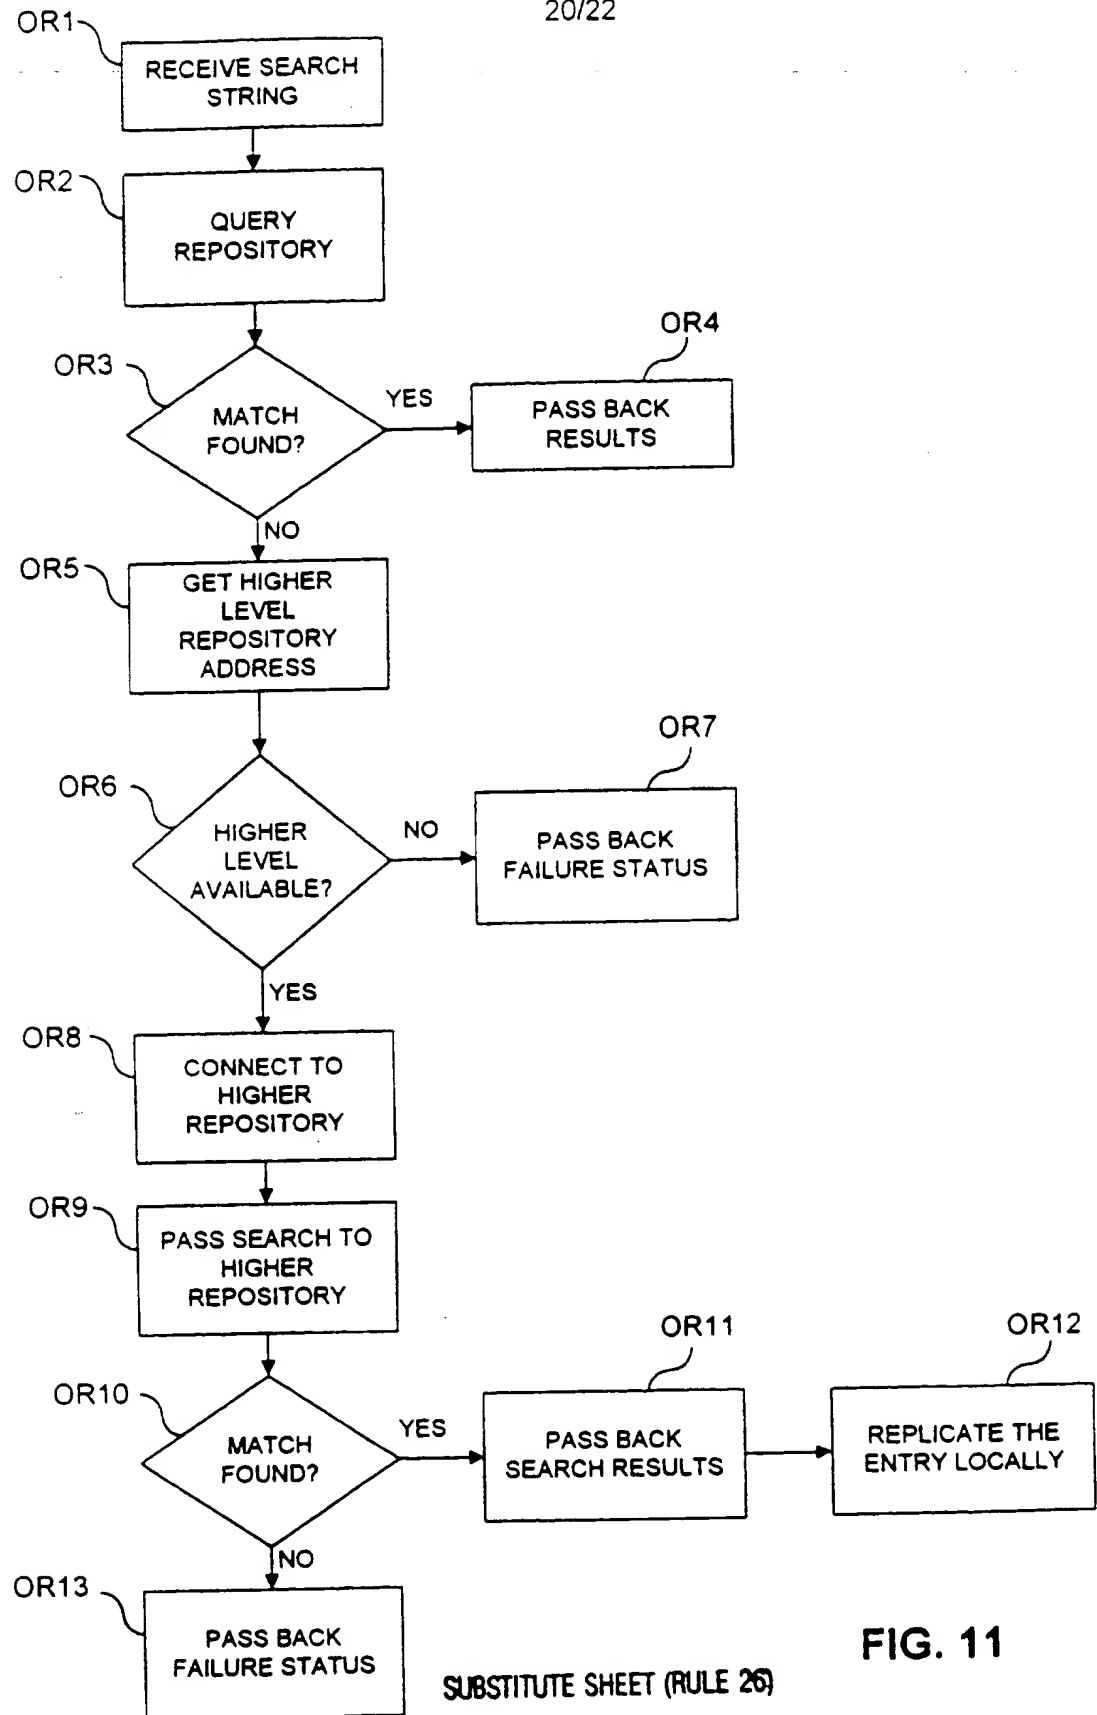 20/22
OR1
RECEIVE SEARCH
STRING
OR2
QUERY
REPOSITORY
OR3
MATCH
FOUND?
YES
OR4
PASS BACK
RESULTS
NO
OR5
GET HIGHER
LEVEL
REPOSITORY
ADDRESS
OR6
HIGHER
LEVEL
AVAILABLE?
NO
OR7
PASS BACK
FAILURE STATUS
YES
OR8
CONNECT TO
HIGHER
REPOSITORY
OR9
PASS SEARCH TO
HIGHER
REPOSITORY
OR10
MATCH
FOUND?
YES
OR11
PASS BACK
SEARCH RESULTS
OR12
REPLICATE THE
ENTRY LOCALLY
NO
OR13
PASS BACK
FAILURE STATUS
FIG. 11
SUBSTITUTE SHEET (RULE 26)